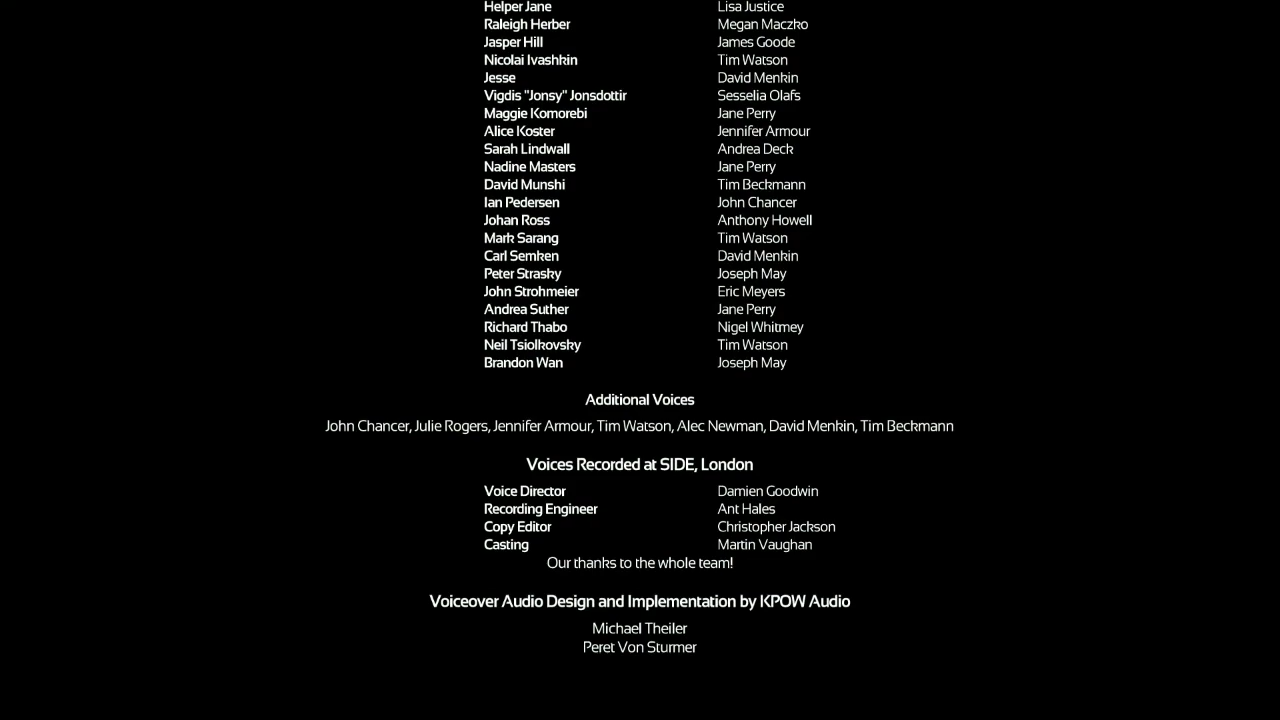 Helper Jane Lisa Justice
Raleigh Herber Megan Maczko
Jasper Hill James Goode
Nicolai Ivashkin Tim Watson
Jesse David Menkin
Vigdis "Jonsy" Jonsdottir Sesselia Olafs
Maggie Komorebi Jane Perry
Alice Koster Jennifer Armour
Sarah Lindwall Andrea Deck
Nadine Masters Jane Perry
David Munshi Tim Beckmann
Ian Pedersen John Chancer
Johan Ross Anthony Howell
Mark Sarang Tim Watson
Carl Semken David Menkin
Peter Strasky Joseph May
John Strohmeier Eric Meyers
Andrea Suther Jane Perry
Richard Thabo Nigel Whitmey
Neil Tsiolkovsky Tim Watson
Brandon Wan Joseph May
Additional Voices
John Chancer, Julie Rogers, Jennifer Armour, Tim Watson, Alec Newman, David Menkin, Tim Beckmann
Voices Recorded at SIDE, London
Voice Director Damien Goodwin
Recording Engineer Ant Hales
Copy Editor Christopher Jackson
Casting Martin Vaughan
Our thanks to the whole team!
Voiceover Audio Design and Implementation by KPOW Audio
Michael Theiler
Peret Von Sturmer